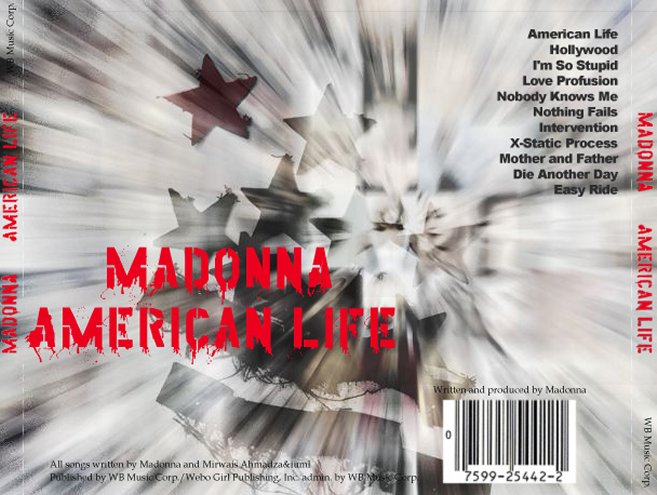 WB Music Corp.
MADONNA AMERICAN LIFE
American Life
Hollywood
I'm So Stupid
Love Profusion
Nobody Knows Me
Nothing Fails
Intervention
X-Static Process
Mother and Father
Die Another Day
Easy Ride
MADONNA
AMERICAN LIFE
Written and produced by Madonna
0
7599-25442-2
All songs written by Madonna and Mirwais Ahmadza&iuml
Published by WB Music Corp./Webo Girl Publishing, Inc. admin. by WB Music Corp.
MADONNA AMERICAN LIFE
WB Music Corp.